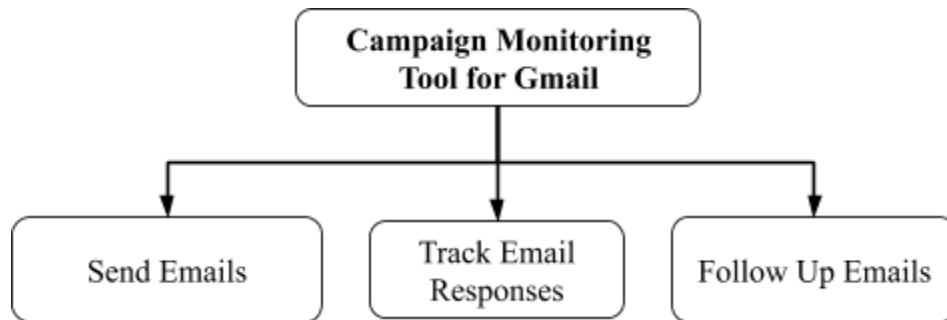 Campaign Monitoring
Tool for Gmail
Send Emails
Track Email
Responses
Follow Up Emails